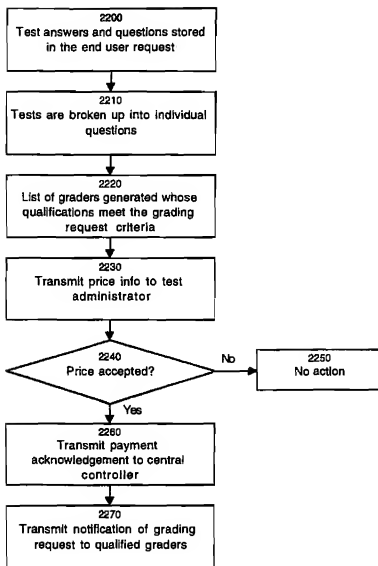 2200
Test answers and questions stored
in the end user request
2210
Tests are broken up into individual
questions
2220
List of graders generated whose
qualifications meet the grading
request criteria
2230
Transmit price info to test
administrator
2240
Price accepted?
No
2250
No action
Yes
2260
Transmit payment
acknowledgement to central
controller
2270
Transmit notification of grading
request to qualified graders